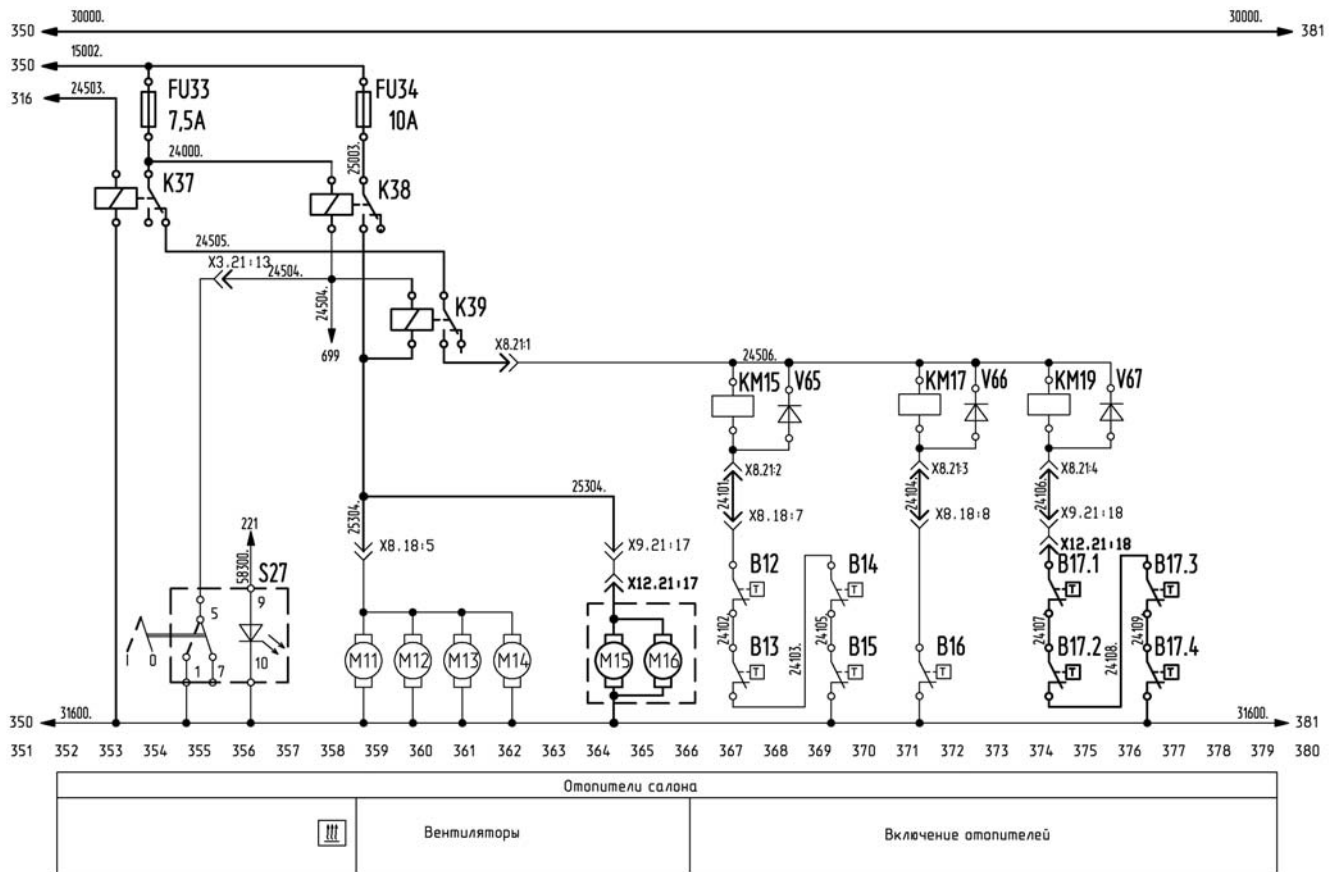 30000. 30000.
350 381
15002.
350
24503.
316
FU33 FU34
7,5A 10A
24000. 25003.
K37 K38
24505.
X3.21:13 24504.
24504. K39
699
X8.21:1 24506.
KM15 V65 KM17 V66 KM19 V67
X8.21:2 X8.21:3 X8.21:4
24101. 24104. 24106.
25304. 25304.
X8.18:5 X9.21:17 X8.18:7 X8.18:8 X9.21:18
X12.21:17 X12.21:18
221
58300. S27
9
5
10
1 7
I 0
B12 B14 B17.1 B17.3
T T T T
24102 24103. 24105 24107 24108. 24109
M11 M12 M13 M14 M15 M16
B13 B15 B16 B17.2 B17.4
T T T T T
31600. 31600.
350 381
351 352 353 354 355 356 357 358 359 360 361 362 363 364 365 366 367 368 369 370 371 372 373 374 375 376 377 378 379 380
Отопители салона
Вентиляторы Включение отопителей